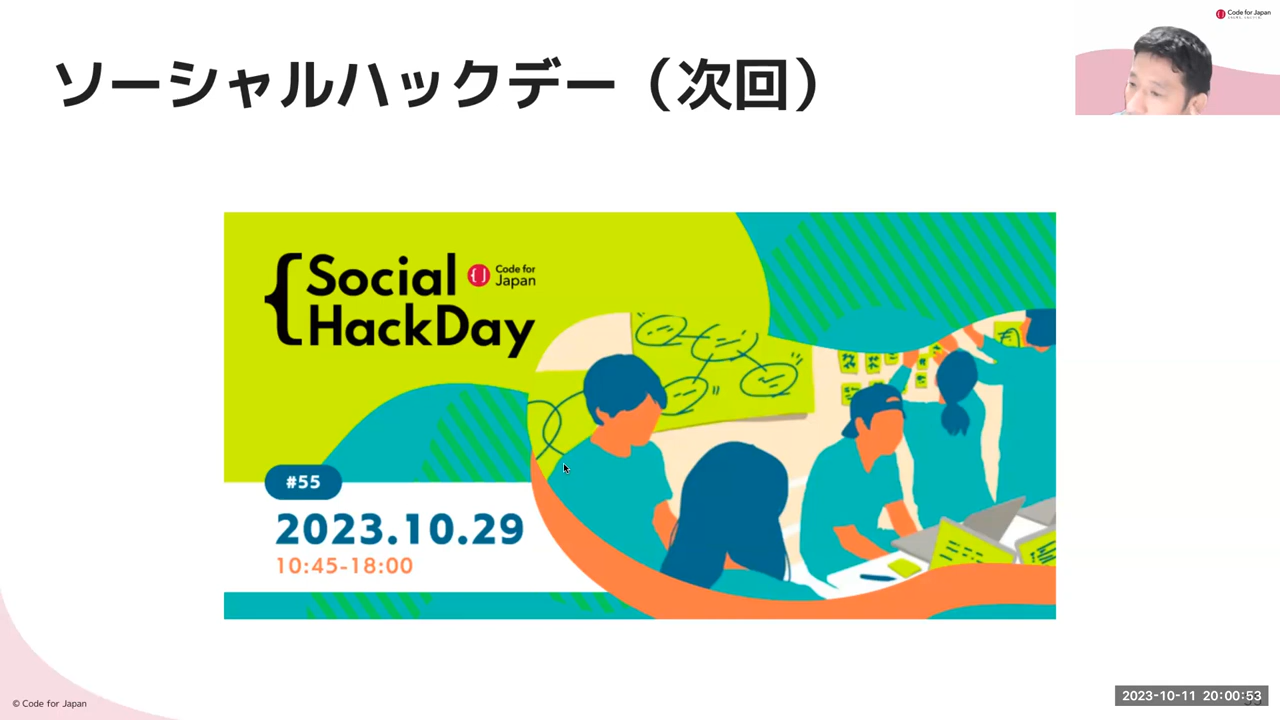 Code for Japan
ソーシャルハックデー（次回）
{Social
HackDay
Code for
Japan
#55
2023.10.29
10:45-18:00
© Code for Japan
2023-10-11 20:00:53